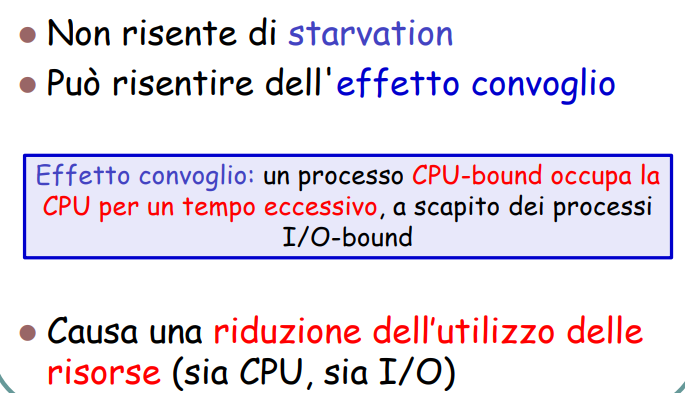 Non risente di starvation
Può risentire dell'effetto convoglio
Effetto convoglio: un processo CPU-bound occupa la
CPU per un tempo eccessivo, a scapito dei processi
I/O-bound
Causa una riduzione dell’utilizzo delle
risorse (sia CPU, sia I/O)